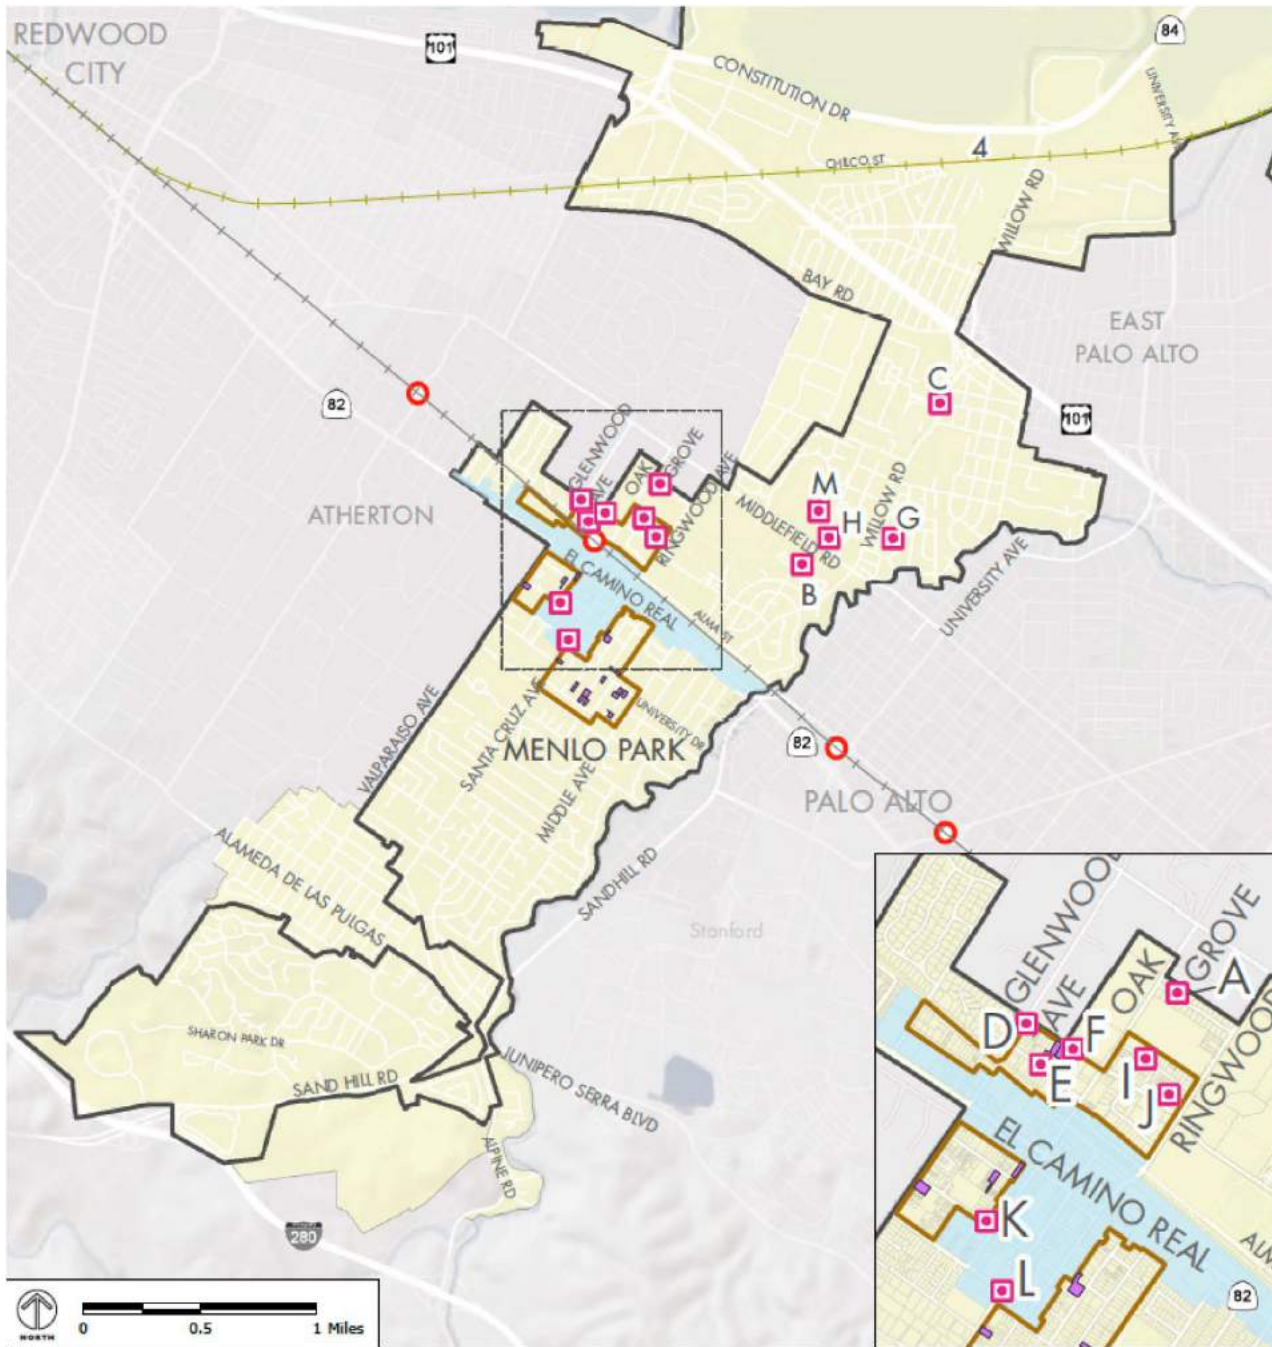 REDWOOD
CITY
101
84
CONSTITUTION DR
UNIVERSITY AV
4
CHILCO ST
WILLOW RD
BAY RD
EAST
PALO ALTO
C
101
82
GLENWOOD
AVE
OAK
GROVE
RINGWOOD AVE
ATHERTON
M
MIDDLEFIELD RD
H
WILLOW RD
G
B
EL CAMINO REAL
ALMA ST
UNIVERSITY AVE
VALPARAISO AVE
SANTA CRUZ AVE
UNIVERSITY DR
MENLO PARK
MIDDLE AVE
82
PALO ALTO
SANDHILL RD
ALAMEDA DE LAS PULGAS
Stanford
SHARON PARK DR
SAND HILL RD
JUNIPERO SERRA BLVD
ALPINE RD
280
GLENWOOD
AVE
OAK
GROVE
A
D
F
E
I
J
RINGWOOD
EL CAMINO REAL
K
L
ALM
82
NORTH
0 0.5 1 Miles